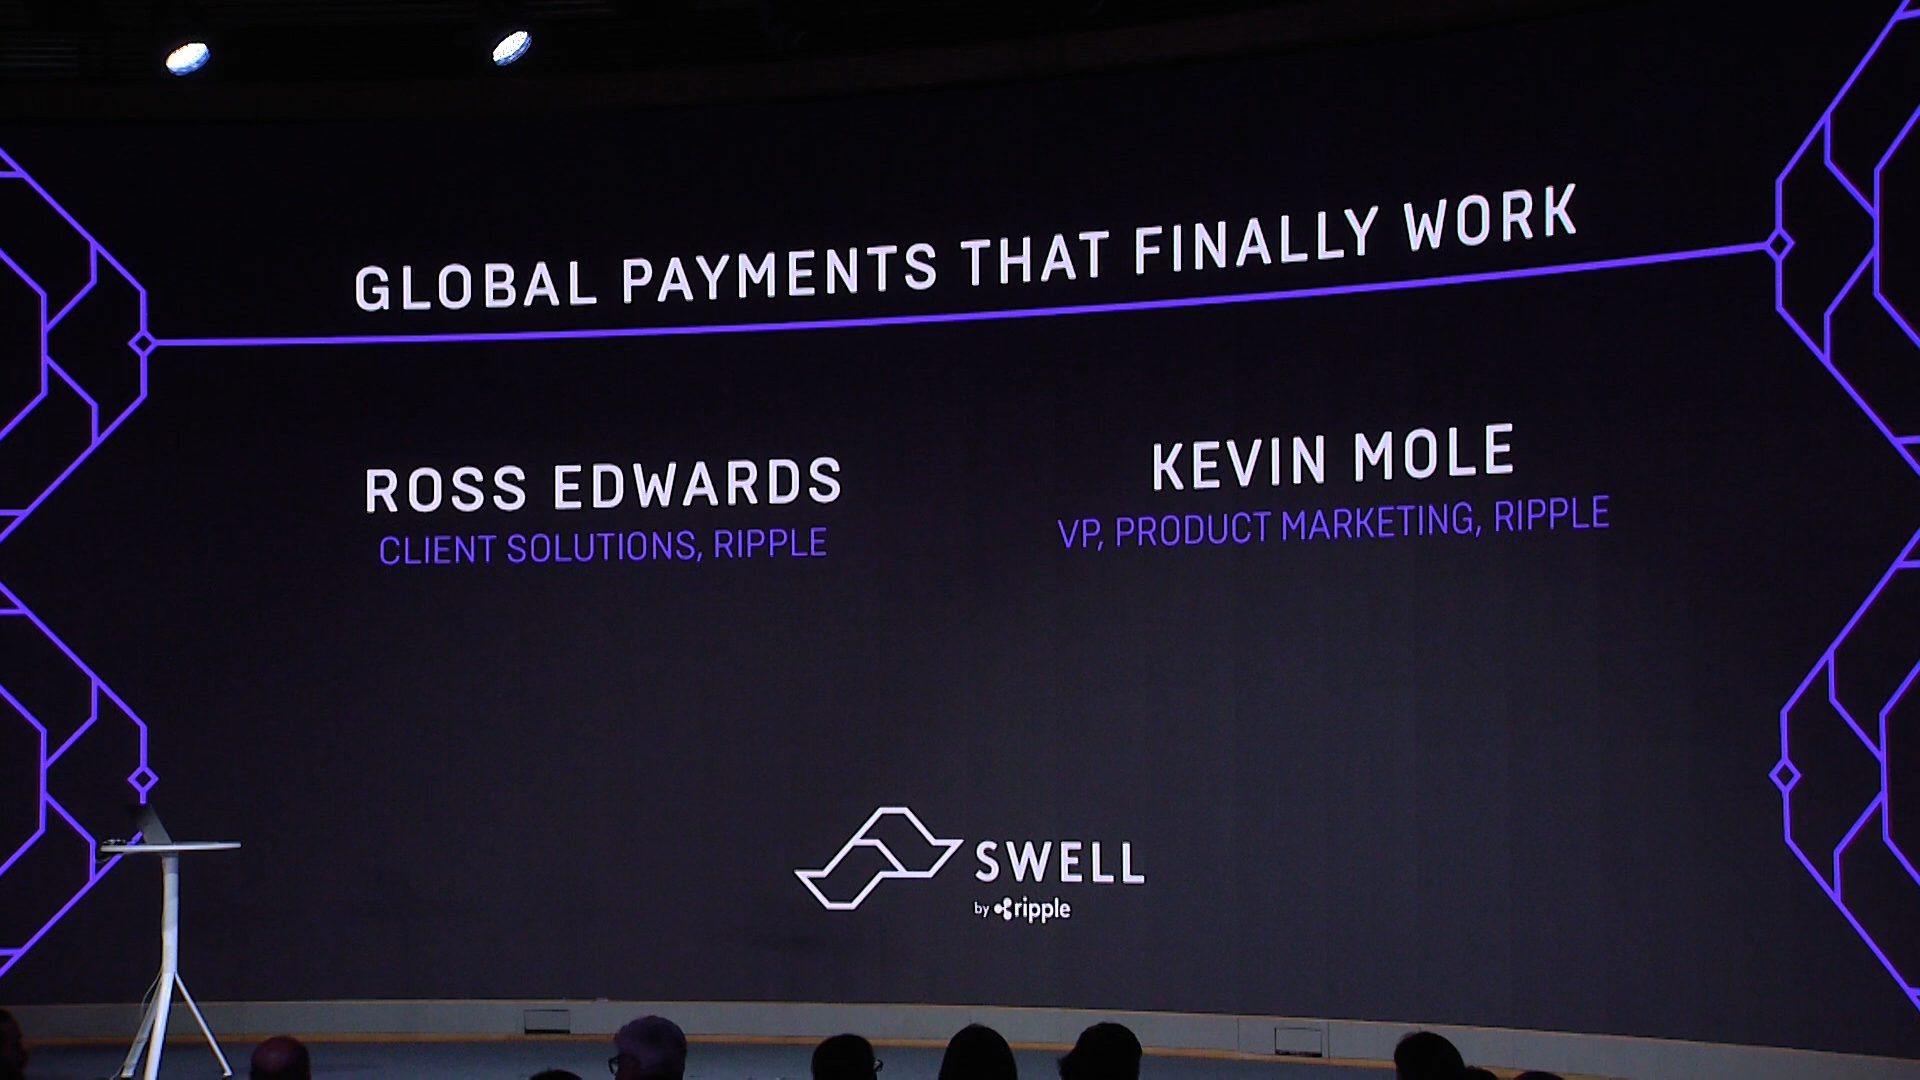 GLOBAL PAYMENTS THAT FINALLY WORK
ROSS EDWARDS
CLIENT SOLUTIONS, RIPPLE
KEVIN MOLE
VP, PRODUCT MARKETING, RIPPLE
SWELL
by ripple